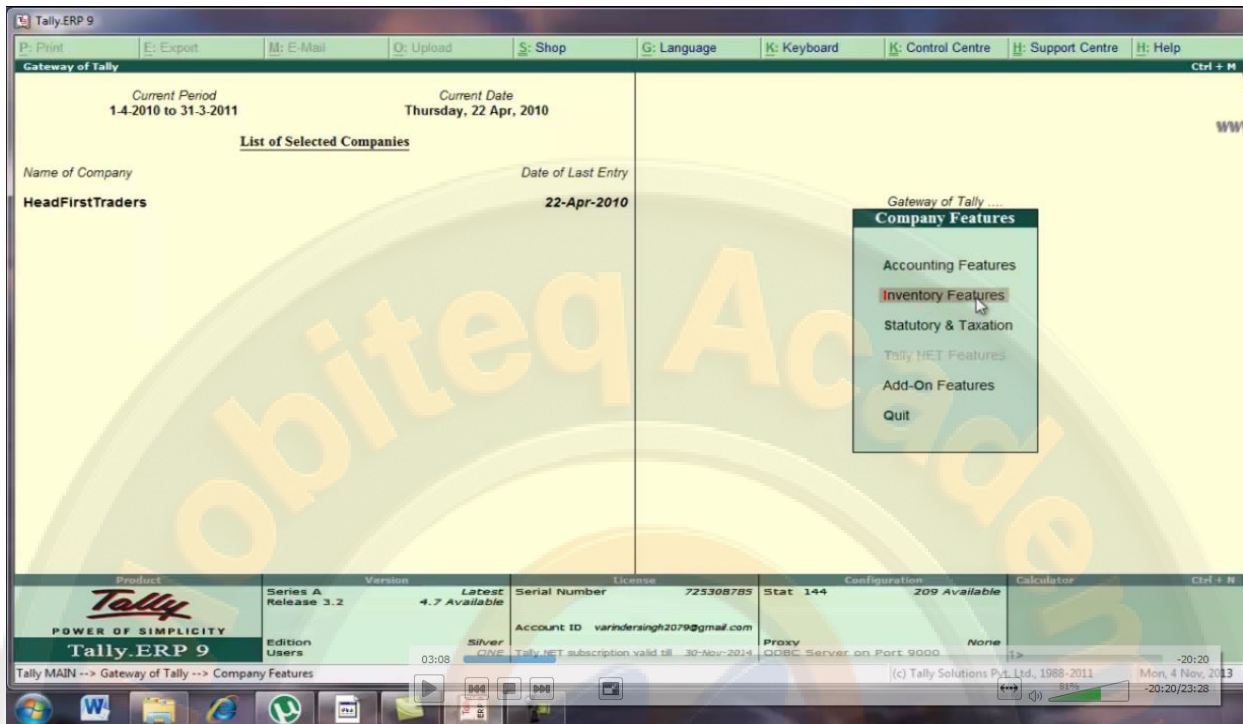 Tally.ERP 9
P: Print E: Export M: E-Mail O: Upload S: Shop G: Language K: Keyboard K: Control Centre H: Support Centre H: Help
Gateway of Tally Ctrl + M
Current Period Current Date
1-4-2010 to 31-3-2011 Thursday, 22 Apr, 2010
List of Selected Companies
Name of Company Date of Last Entry
HeadFirstTraders 22-Apr-2010
Gateway of Tally ....
Company Features
Accounting Features
Inventory Features
Statutory & Taxation
Tally.NET Features
Add-On Features
Quit
Product Version License Configuration Calculator Ctrl + N
Tally
POWER OF SIMPLICITY
Tally.ERP 9
Series A Latest
Release 3.2 4.7 Available
Edition Silver
Users ONE
Serial Number 725308785
Account ID varindersingh2079@gmail.com
Tally.NET subscription valid till 30-Nov-2014
Stat 144 209 Available
Proxy None
ODBC Server on Port 9000
1>
Tally MAIN --> Gateway of Tally --> Company Features (c) Tally Solutions Pvt. Ltd., 1988-2011 Mon, 4 Nov, 2013
03:08 -20:20
91% -20:20/23:28